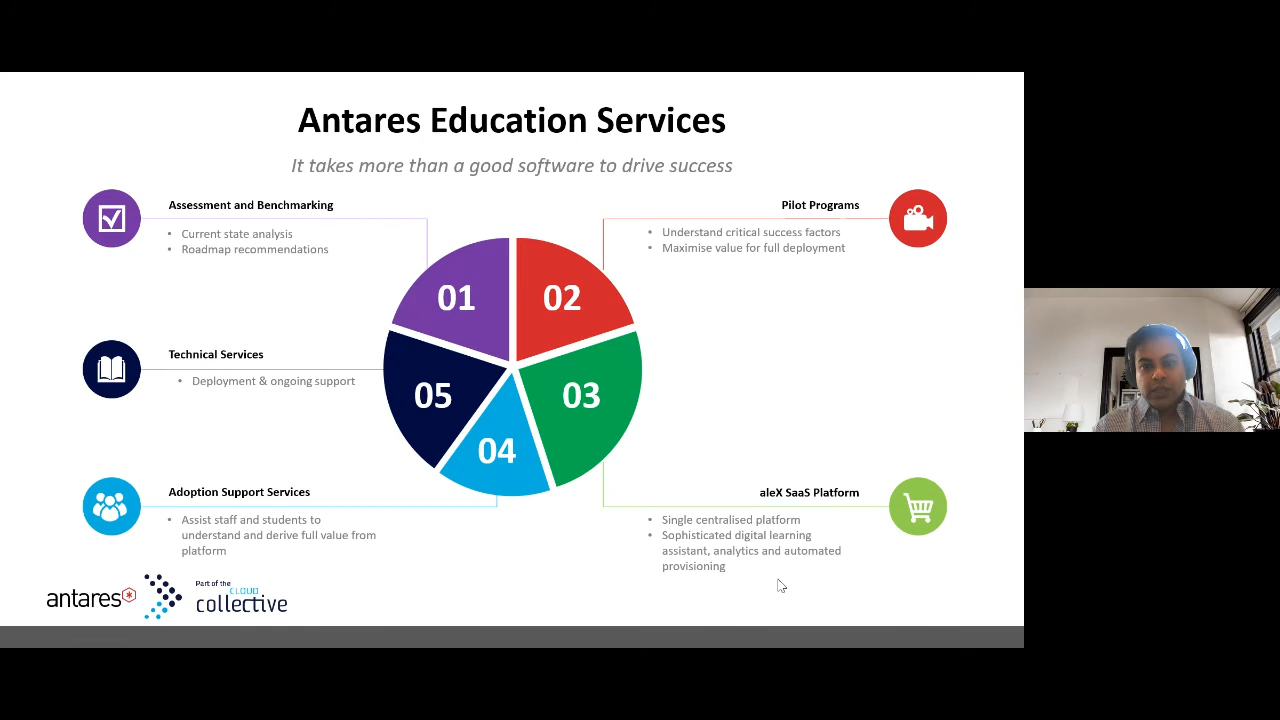 Antares Education Services
It takes more than a good software to drive success
Assessment and Benchmarking
• Current state analysis
• Roadmap recommendations
Pilot Programs
• Understand critical success factors
• Maximise value for full deployment
01
02
Technical Services
• Deployment & ongoing support
05
03
04
Adoption Support Services
• Assist staff and students to
understand and derive full value from
platform
aleX SaaS Platform
• Single centralised platform
• Sophisticated digital learning
assistant, analytics and automated
provisioning
antares
Part of the
CLOUD
collective